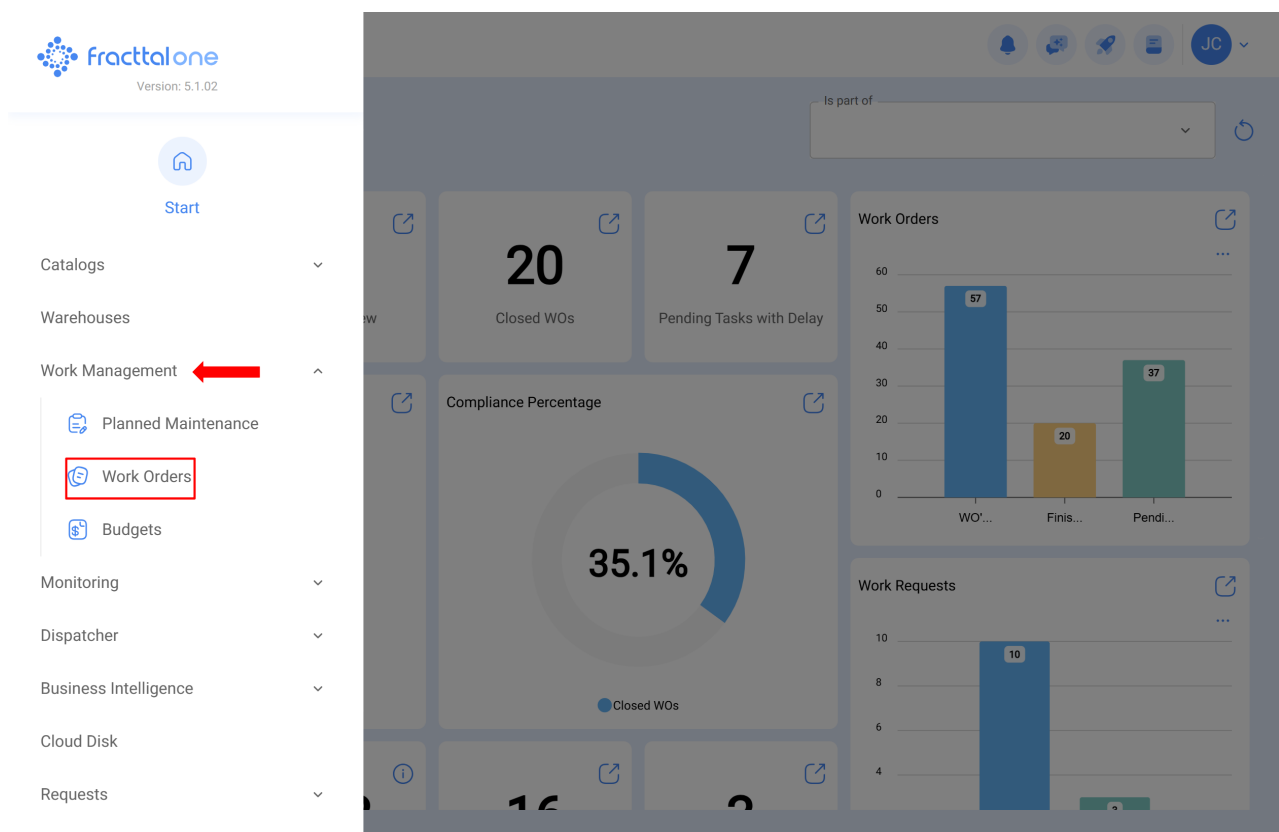 fracttal one
Version: 5.1.02
Start
Catalogs
Warehouses
Work Management
Planned Maintenance
Work Orders
Budgets
Monitoring
Dispatcher
Business Intelligence
Cloud Disk
Requests
JC
Is part of
20
Closed WOs
7
Pending Tasks with Delay
Compliance Percentage
35.1%
Closed WOs
Work Orders
...
60
50
40
30
20
10
0
57
20
37
WO'... Finis... Pendi...
Work Requests
...
10
8
6
4
10